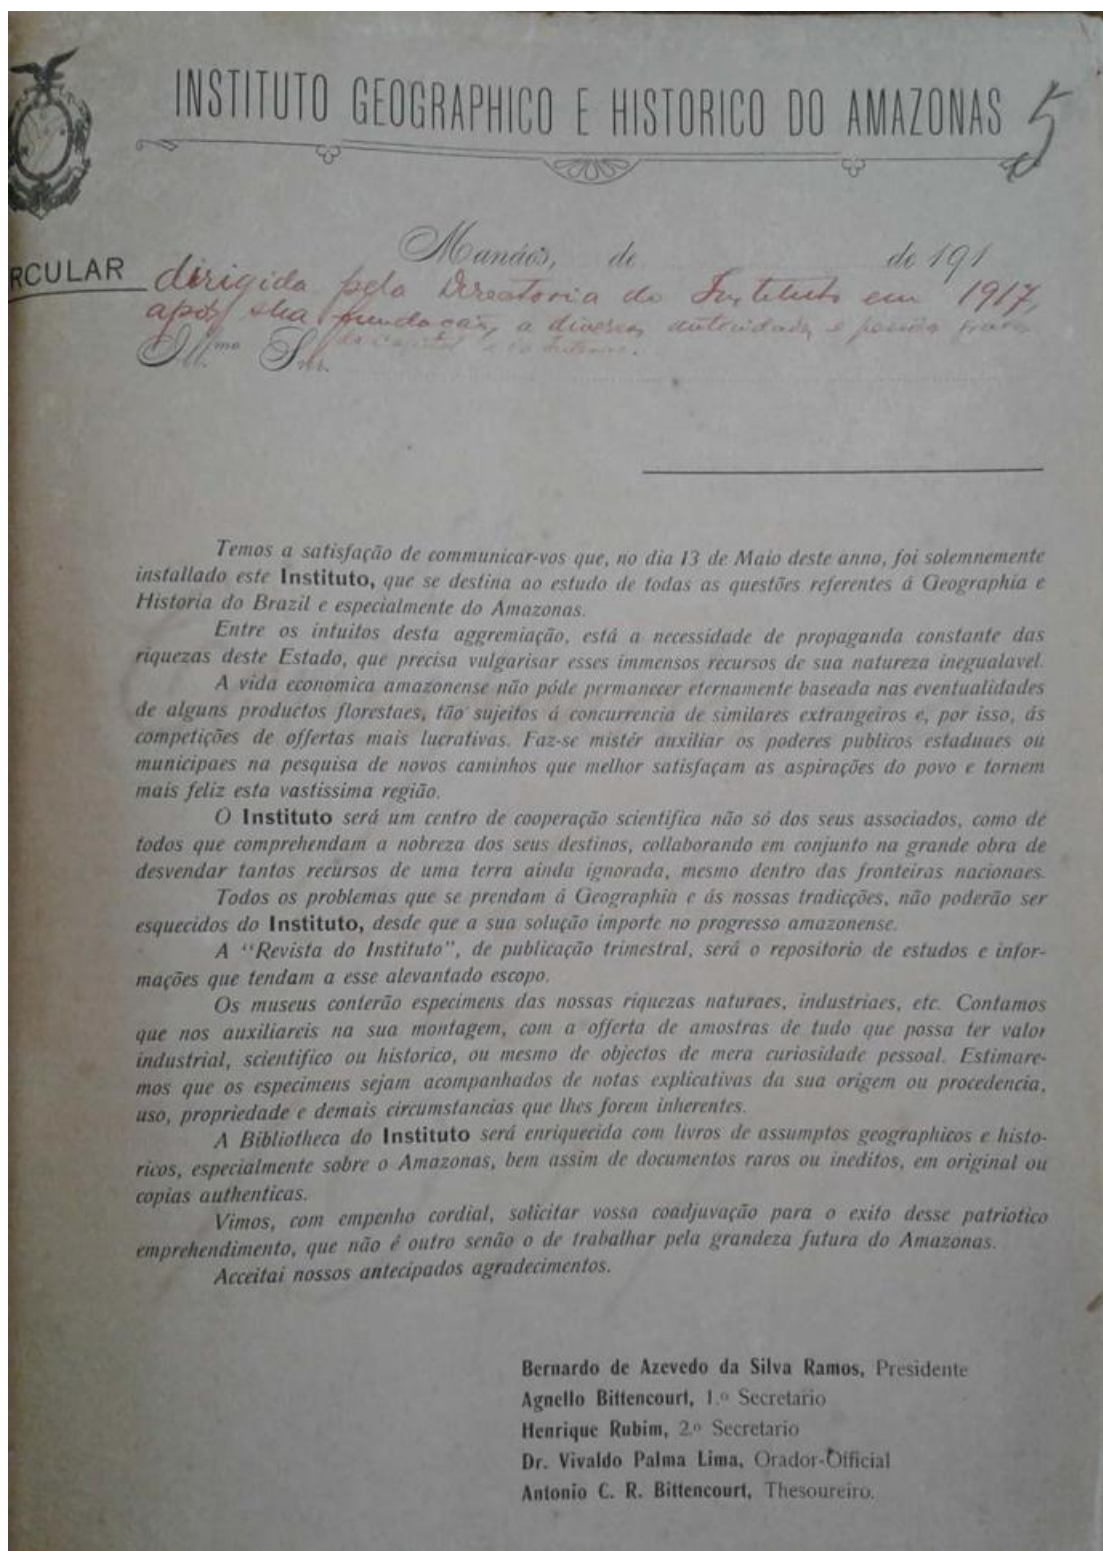 INSTITUTO GEOGRAPHICO E HISTORICO DO AMAZONAS
5
Manáos, de de 191
RCULAR dirigida pela Directoria do Instituto em 1917,
após sua fundação, a diversas autoridades e pessôas
da capital e do interior.
Ill.mo Snr.
Temos a satisfação de communicar-vos que, no dia 13 de Maio deste anno, foi solemnemente
installado este Instituto, que se destina ao estudo de todas as questões referentes á Geographia e
Historia do Brazil e especialmente do Amazonas.
Entre os intuitos desta aggremiação, está a necessidade de propaganda constante das
riquezas deste Estado, que precisa vulgarisar esses immensos recursos de sua natureza inegualavel.
A vida economica amazonense não póde permanecer eternamente baseada nas eventualidades
de alguns productos florestaes, tão sujeitos á concurrencia de similares extrangeiros e, por isso, ás
competições de offertas mais lucrativas. Faz-se mistér auxiliar os poderes publicos estaduaes ou
municipaes na pesquisa de novos caminhos que melhor satisfaçam as aspirações do povo e tornem
mais feliz esta vastissima região.
O Instituto será um centro de cooperação scientifica não só dos seus associados, como de
todos que comprehendam a nobreza dos seus destinos, collaborando em conjunto na grande obra de
desvendar tantos recursos de uma terra ainda ignorada, mesmo dentro das fronteiras nacionaes.
Todos os problemas que se prendam á Geographia e ás nossas tradicções, não poderão ser
esquecidos do Instituto, desde que a sua solução importe no progresso amazonense.
A “Revista do Instituto”, de publicação trimestral, será o repositorio de estudos e infor-
mações que tendam a esse alevantado escopo.
Os museus conterão especimens das nossas riquezas naturaes, industriaes, etc. Contamos
que nos auxiliareis na sua montagem, com a offerta de amostras de tudo que possa ter valor
industrial, scientifico ou historico, ou mesmo de objectos de mera curiosidade pessoal. Estimare-
mos que os especimens sejam acompanhados de notas explicativas da sua origem ou procedencia,
uso, propriedade e demais circumstancias que lhes forem inherentes.
A Bibliotheca do Instituto será enriquecida com livros de assumptos geographicos e histo-
ricos, especialmente sobre o Amazonas, bem assim de documentos raros ou ineditos, em original ou
copias authenticas.
Vimos, com empenho cordial, solicitar vossa coadjuvação para o exito desse patriotico
emprehendimento, que não é outro senão o de trabalhar pela grandeza futura do Amazonas.
Acceitai nossos antecipados agradecimentos.
Bernardo de Azevedo da Silva Ramos, Presidente
Agnello Bittencourt, 1.º Secretario
Henrique Rubim, 2.º Secretario
Dr. Vivaldo Palma Lima, Orador-Official
Antonio C. R. Bittencourt, Thesoureiro.